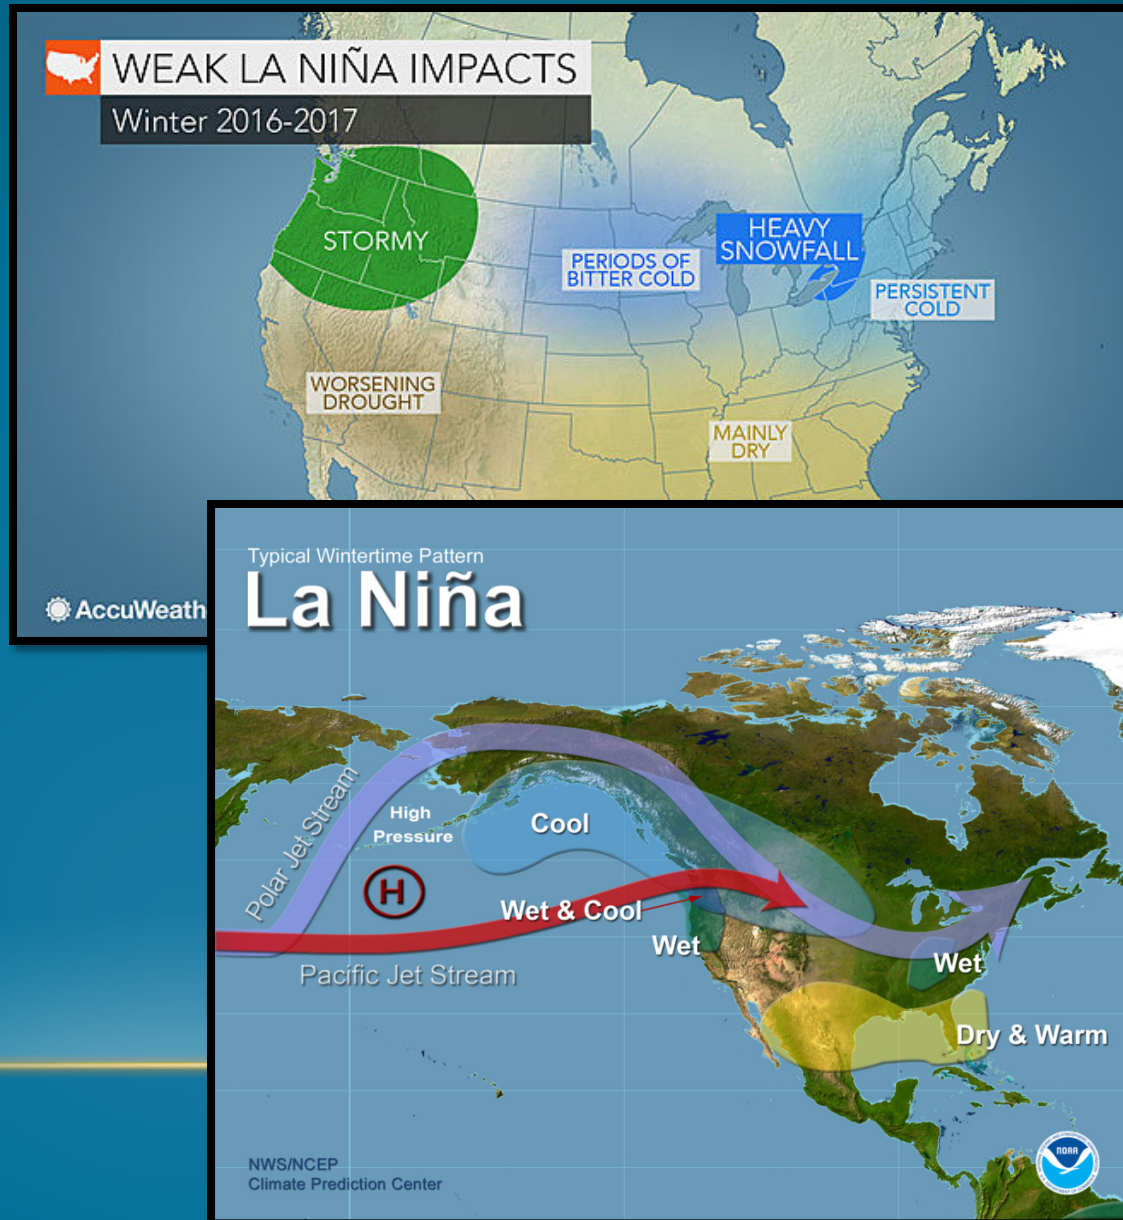 WEAK LA NIÑA IMPACTS
Winter 2016-2017
STORMY
PERIODS OF
BITTER COLD
HEAVY
SNOWFALL
PERSISTENT
COLD
WORSENING
DROUGHT
MAINLY
DRY
AccuWeath
Typical Wintertime Pattern
La Niña
Polar Jet Stream
High
Pressure
H
Cool
Wet & Cool
Wet
Pacific Jet Stream
Wet
Dry & Warm
NWS/NCEP
Climate Prediction Center
NOAA